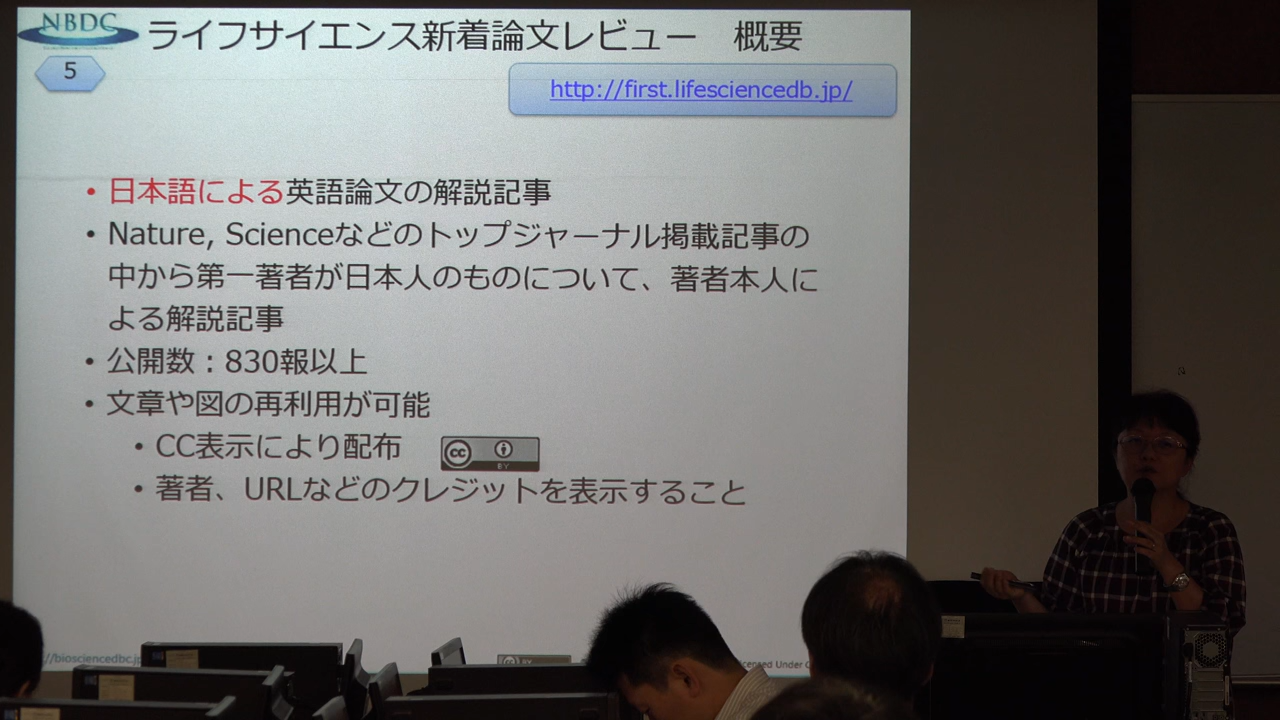 NBDC
ライフサイエンス新着論文レビュー　概要
5
http://first.lifesciencedb.jp/
• 日本語による英語論文の解説記事
• Nature, Scienceなどのトップジャーナル掲載記事の
中から第一著者が日本人のものについて、著者本人に
よる解説記事
• 公開数：830報以上
• 文章や図の再利用が可能
• CC表示により配布
cc BY
• 著者、URLなどのクレジットを表示すること
//biosciencedbc.jp
Under